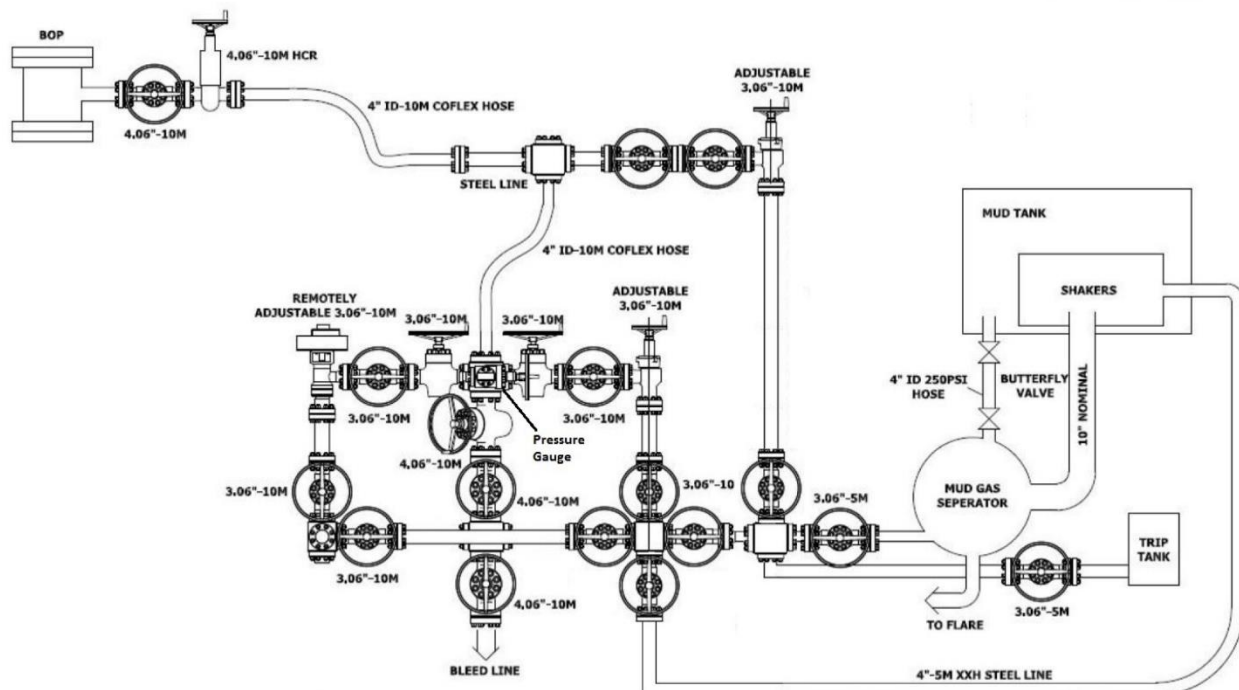 BOP
4.06"-10M HCR
4.06"-10M
4" ID-10M COFLEX HOSE
STEEL LINE
ADJUSTABLE
3.06"-10M
4" ID-10M COFLEX HOSE
MUD TANK
SHAKERS
REMOTELY
ADJUSTABLE 3.06"-10M
3.06"-10M
3.06"-10M
ADJUSTABLE
3.06"-10M
4" ID 250PSI
HOSE
BUTTERFLY
VALVE
10" NOMINAL
3.06"-10M
3.06"-10M
Pressure
Gauge
4.06"-10M
3.06"-10M
4.06"-10M
3.06"-10
3.06"-5M
MUD GAS
SEPERATOR
TRIP
TANK
3.06"-10M
4.06"-10M
3.06"-5M
TO FLARE
BLEED LINE
4"-5M XXH STEEL LINE